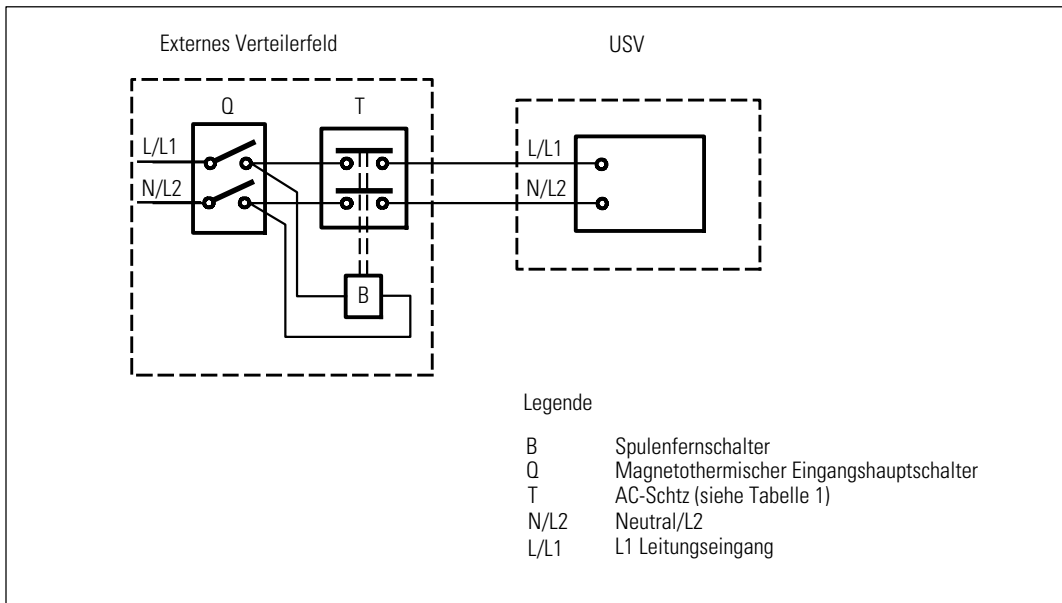 Externes Verteilerfeld
USV
Q
T
L/L1
L/L1
N/L2
N/L2
B
Legende
B Spulenfernschalter
Q Magnetothermischer Eingangshauptschalter
T AC-Schtz (siehe Tabelle 1)
N/L2 Neutral/L2
L/L1 L1 Leitungseingang